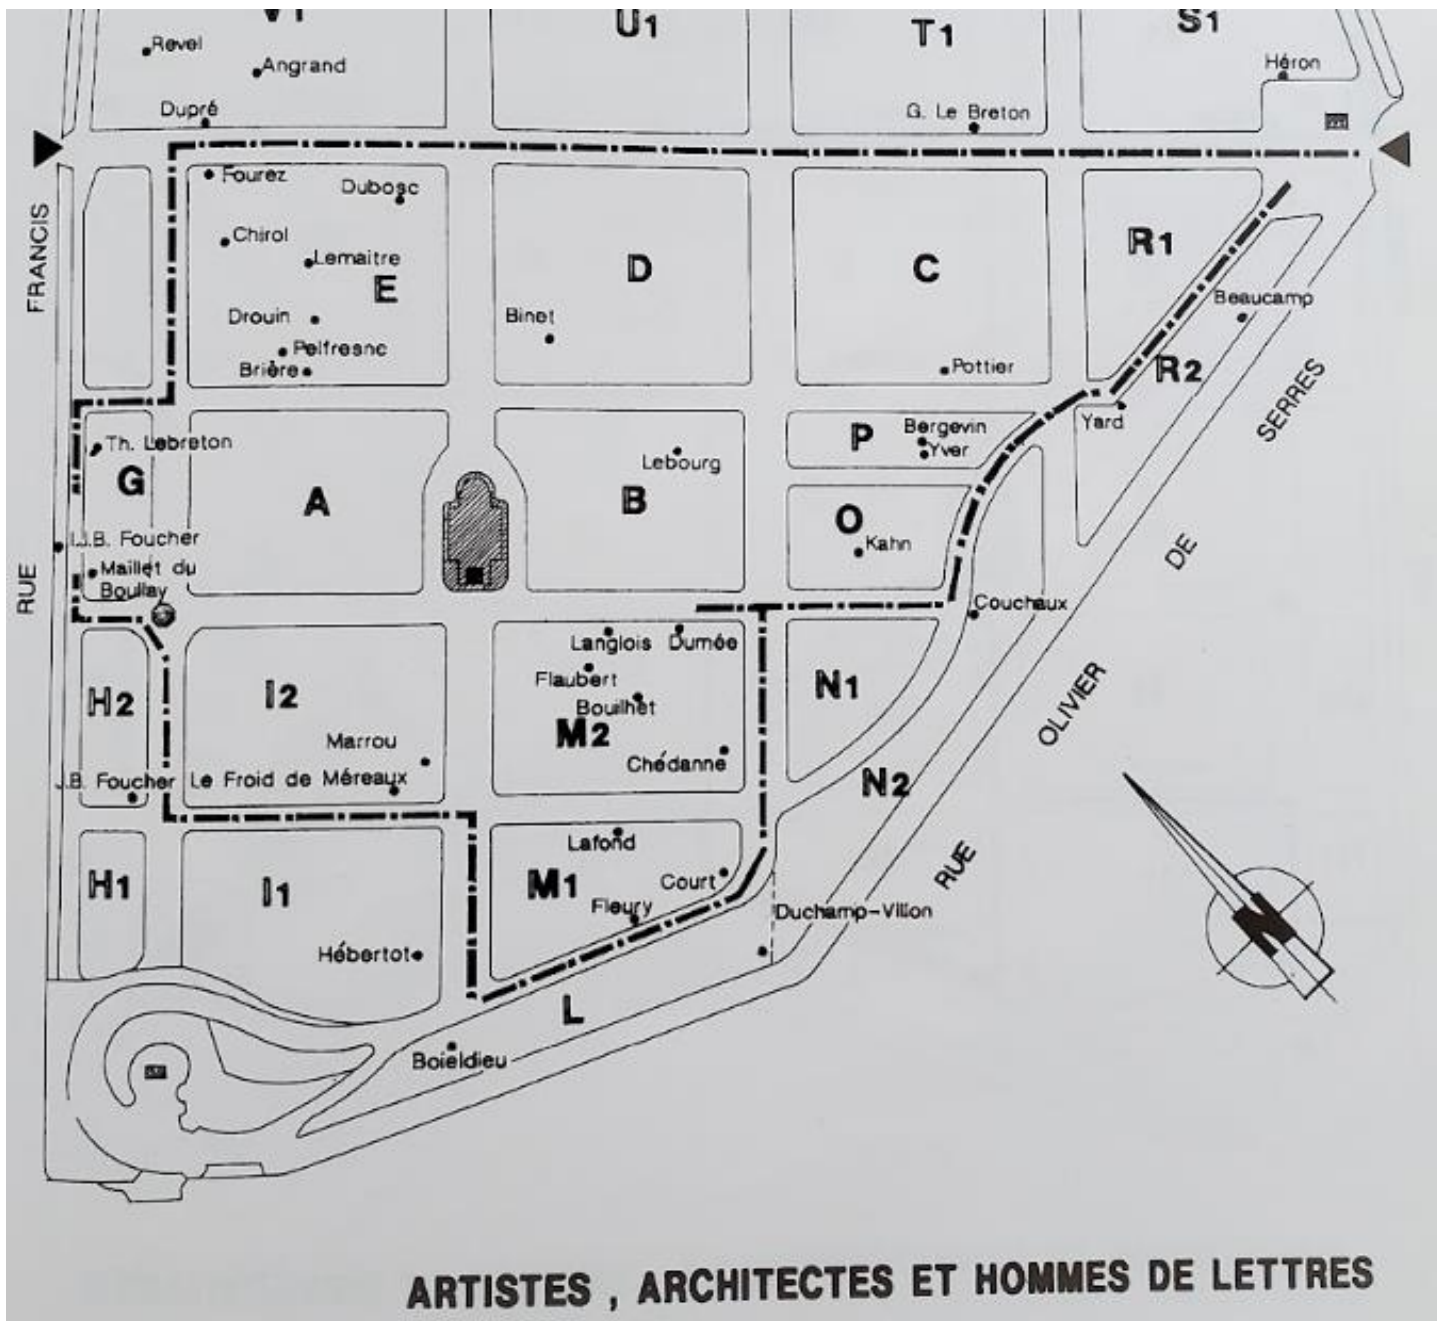 V1
U1
T1
S1
Revel
Angrand
Héron
Dupré
G. Le Breton
Fourez
Dubosc
Chirol
Lemaitre
E
D
C
R1
FRANCIS
Drouin
Binet
Beaucamp
Pelfresne
Brière
Pottier
R2
SERRES
Yard
Th. Lebreton
G
A
B
Lebourg
P
Bergevin
Yver
O
Kahn
J.B. Foucher
Maillet du
Boullay
RUE
DE
Couchaux
Langlois
Dumée
Flaubert
Bouilhet
M2
Chédanne
H2
I2
N1
OLIVIER
Marrou
J.B. Foucher
Le Froid de Méreaux
N2
Lafond
H1
I1
M1
Court
Fleury
RUE
Duchamp-Villon
N
Hébertot
L
Boïeldieu
ARTISTES , ARCHITECTES ET HOMMES DE LETTRES